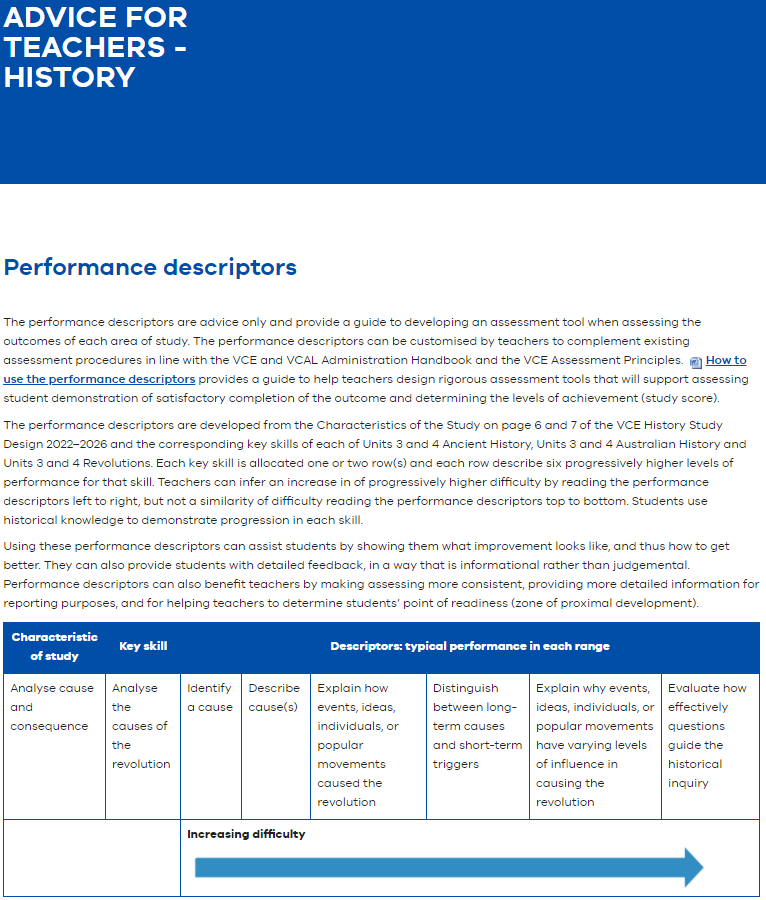 ADVICE FOR
TEACHERS -
HISTORY
Performance descriptors
The performance descriptors are advice only and provide a guide to developing an assessment tool when assessing the
outcomes of each area of study. The performance descriptors can be customised by teachers to complement existing
assessment procedures in line with the VCE and VCAL Administration Handbook and the VCE Assessment Principles. How to
use the performance descriptors provides a guide to help teachers design rigorous assessment tools that will support assessing
student demonstration of satisfactory completion of the outcome and determining the levels of achievement (study score).
The performance descriptors are developed from the Characteristics of the Study on page 6 and 7 of the VCE History Study
Design 2022–2026 and the corresponding key skills of each of Units 3 and 4 Ancient History, Units 3 and 4 Australian History and
Units 3 and 4 Revolutions. Each key skill is allocated one or two row(s) and each row describe six progressively higher levels of
performance for that skill. Teachers can infer an increase in of progressively higher difficulty by reading the performance
descriptors left to right, but not a similarity of difficulty reading the performance descriptors top to bottom. Students use
historical knowledge to demonstrate progression in each skill.
Using these performance descriptors can assist students by showing them what improvement looks like, and thus how to get
better. They can also provide students with detailed feedback, in a way that is informational rather than judgemental.
Performance descriptors can also benefit teachers by making assessing more consistent, providing more detailed information for
reporting purposes, and for helping teachers to determine students' point of readiness (zone of proximal development).
Characteristic
of study
Key skill
Descriptors: typical performance in each range
Analyse cause
and
consequence
Analyse
the
causes of
the
revolution
Identify
a cause
Describe
cause(s)
Explain how
events, ideas,
individuals, or
popular
movements
caused the
revolution
Distinguish
between long-
term causes
and short-term
triggers
Explain why events,
ideas, individuals, or
popular movements
have varying levels
of influence in
causing the
revolution
Evaluate how
effectively
questions
guide the
historical
inquiry
Increasing difficulty